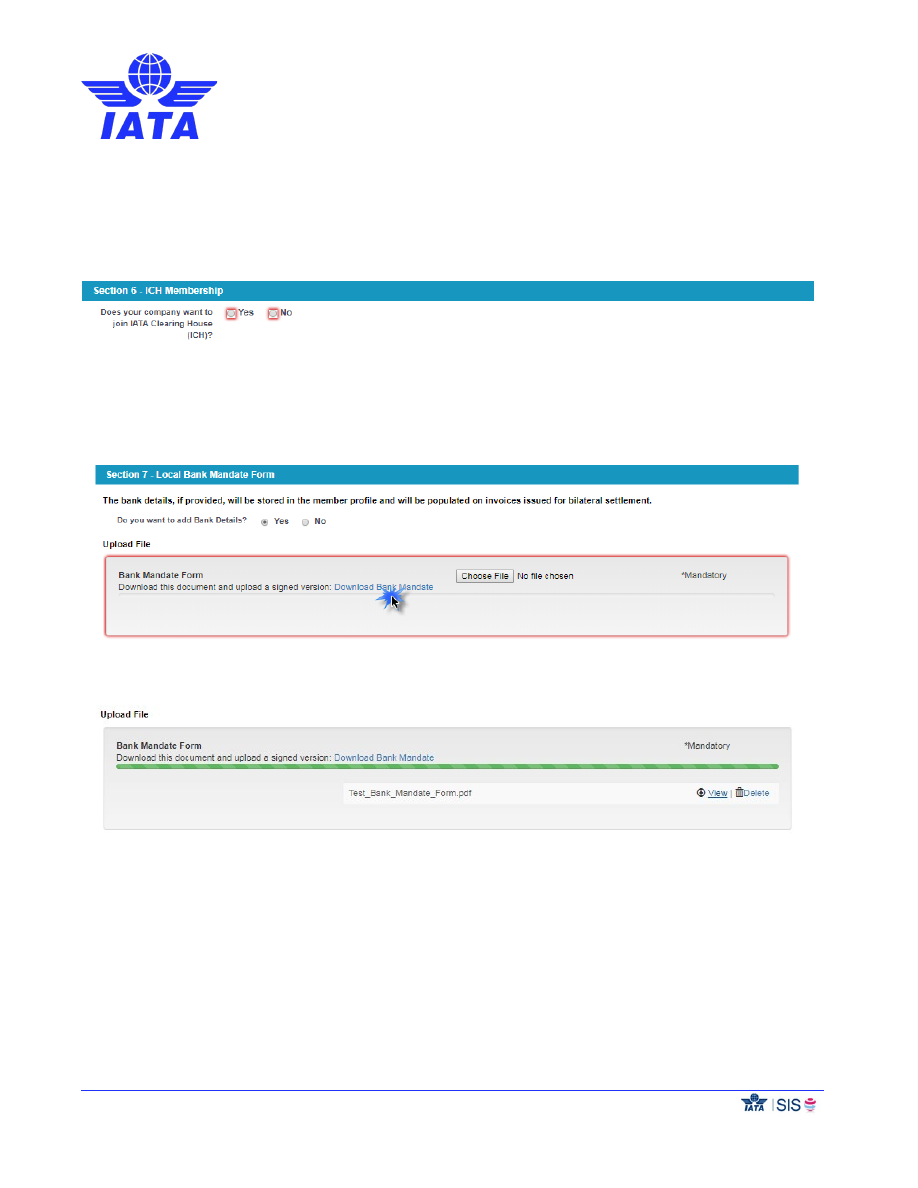 IATA
Section 6 - ICH Membership
Does your company want to
join IATA Clearing House
(ICH)?
Yes No
Section 7 - Local Bank Mandate Form
The bank details, if provided, will be stored in the member profile and will be populated on invoices issued for bilateral settlement.
Do you want to add Bank Details? Yes No
Upload File
Bank Mandate Form Choose File No file chosen *Mandatory
Download this document and upload a signed version: Download Bank Mandate
Upload File
Bank Mandate Form *Mandatory
Download this document and upload a signed version: Download Bank Mandate
Test_Bank_Mandate_Form.pdf View | Delete
IATA | SIS